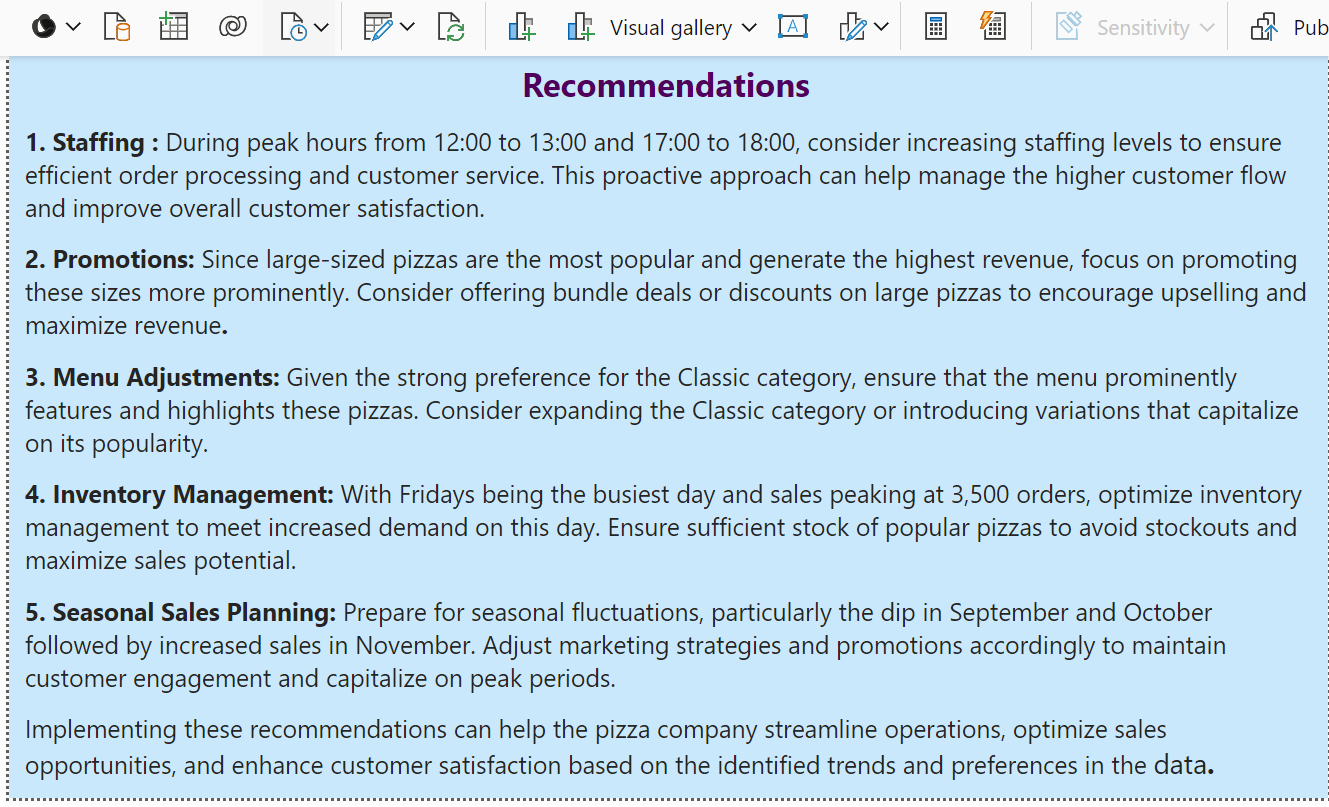 Visual gallery
A
Sensitivity
Pub
Recommendations
1. Staffing : During peak hours from 12:00 to 13:00 and 17:00 to 18:00, consider increasing staffing levels to ensure
efficient order processing and customer service. This proactive approach can help manage the higher customer flow
and improve overall customer satisfaction.
2. Promotions: Since large-sized pizzas are the most popular and generate the highest revenue, focus on promoting
these sizes more prominently. Consider offering bundle deals or discounts on large pizzas to encourage upselling and
maximize revenue.
3. Menu Adjustments: Given the strong preference for the Classic category, ensure that the menu prominently
features and highlights these pizzas. Consider expanding the Classic category or introducing variations that capitalize
on its popularity.
4. Inventory Management: With Fridays being the busiest day and sales peaking at 3,500 orders, optimize inventory
management to meet increased demand on this day. Ensure sufficient stock of popular pizzas to avoid stockouts and
maximize sales potential.
5. Seasonal Sales Planning: Prepare for seasonal fluctuations, particularly the dip in September and October
followed by increased sales in November. Adjust marketing strategies and promotions accordingly to maintain
customer engagement and capitalize on peak periods.
Implementing these recommendations can help the pizza company streamline operations, optimize sales
opportunities, and enhance customer satisfaction based on the identified trends and preferences in the data.